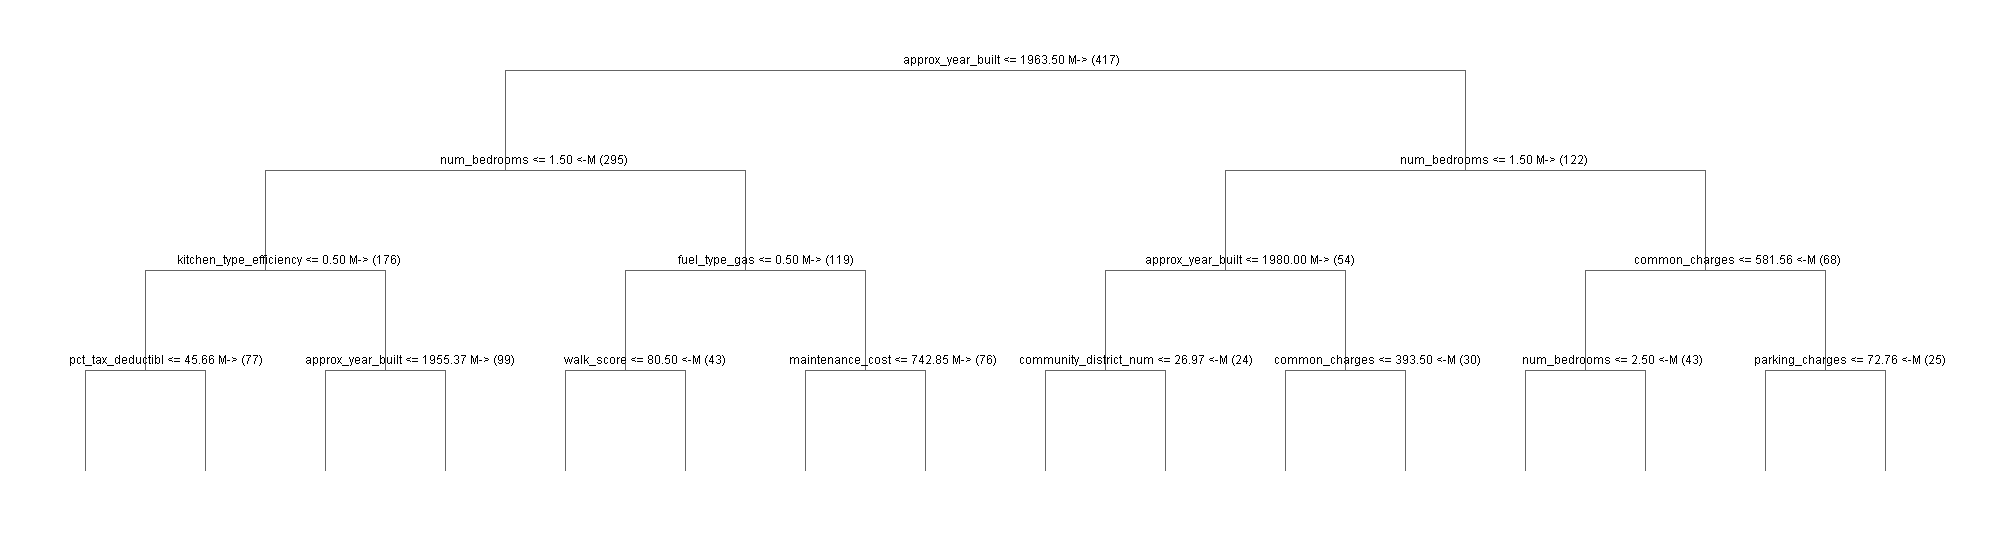 approx_year_built <= 1963.50 M-> (417)
num_bedrooms <= 1.50 <-M (295)
num_bedrooms <= 1.50 M-> (122)
kitchen_type_efficiency <= 0.50 M-> (176)
fuel_type_gas <= 0.50 M-> (119)
approx_year_built <= 1980.00 M-> (54)
common_charges <= 581.56 <-M (68)
pct_tax_deductibl <= 45.66 M-> (77)
approx_year_built <= 1955.37 M-> (99)
walk_score <= 80.50 <-M (43)
maintenance_cost <= 742.85 M-> (76)
community_district_num <= 26.97 <-M (24)
common_charges <= 393.50 <-M (30)
num_bedrooms <= 2.50 <-M (43)
parking_charges <= 72.76 <-M (25)